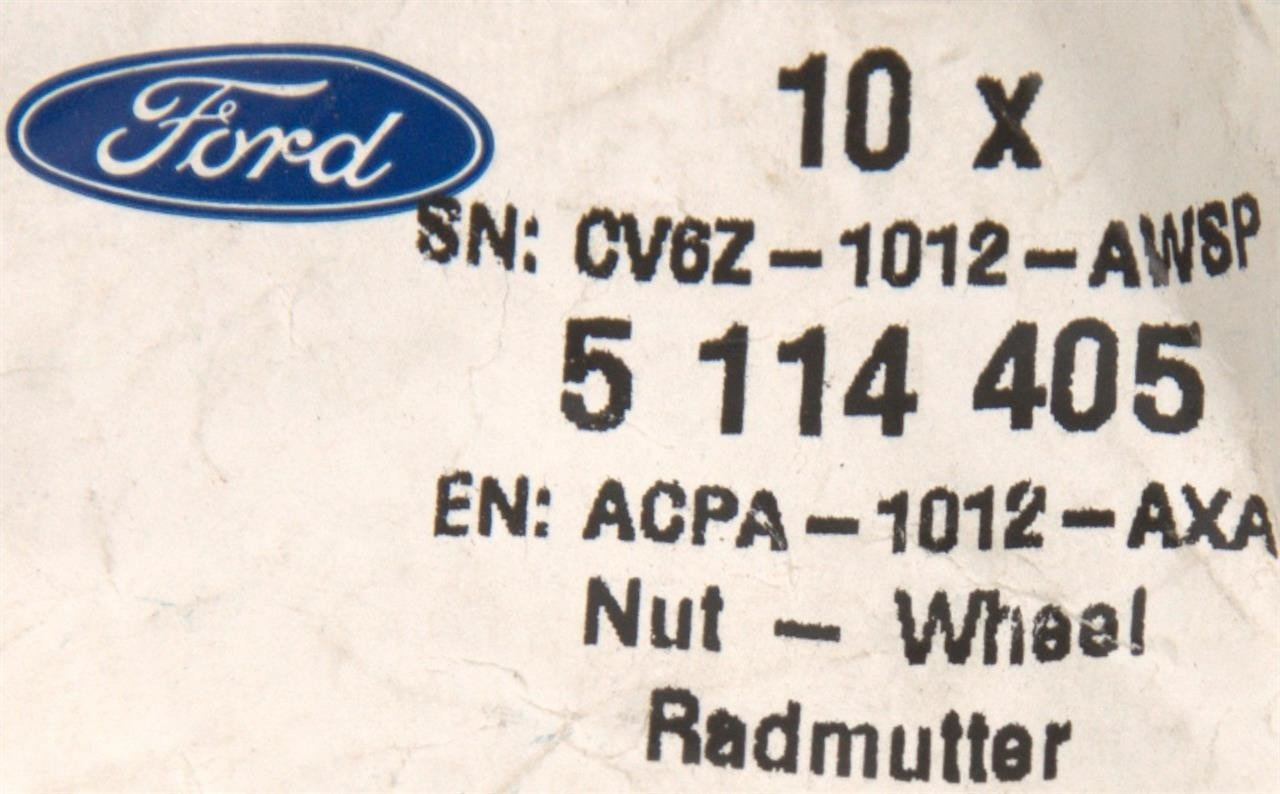 Ford
10 x
SN: CV6Z-1012-AWSP
5 114 405
EN: ACPA-1012-AXA
Nut - Wheel
Radmutter